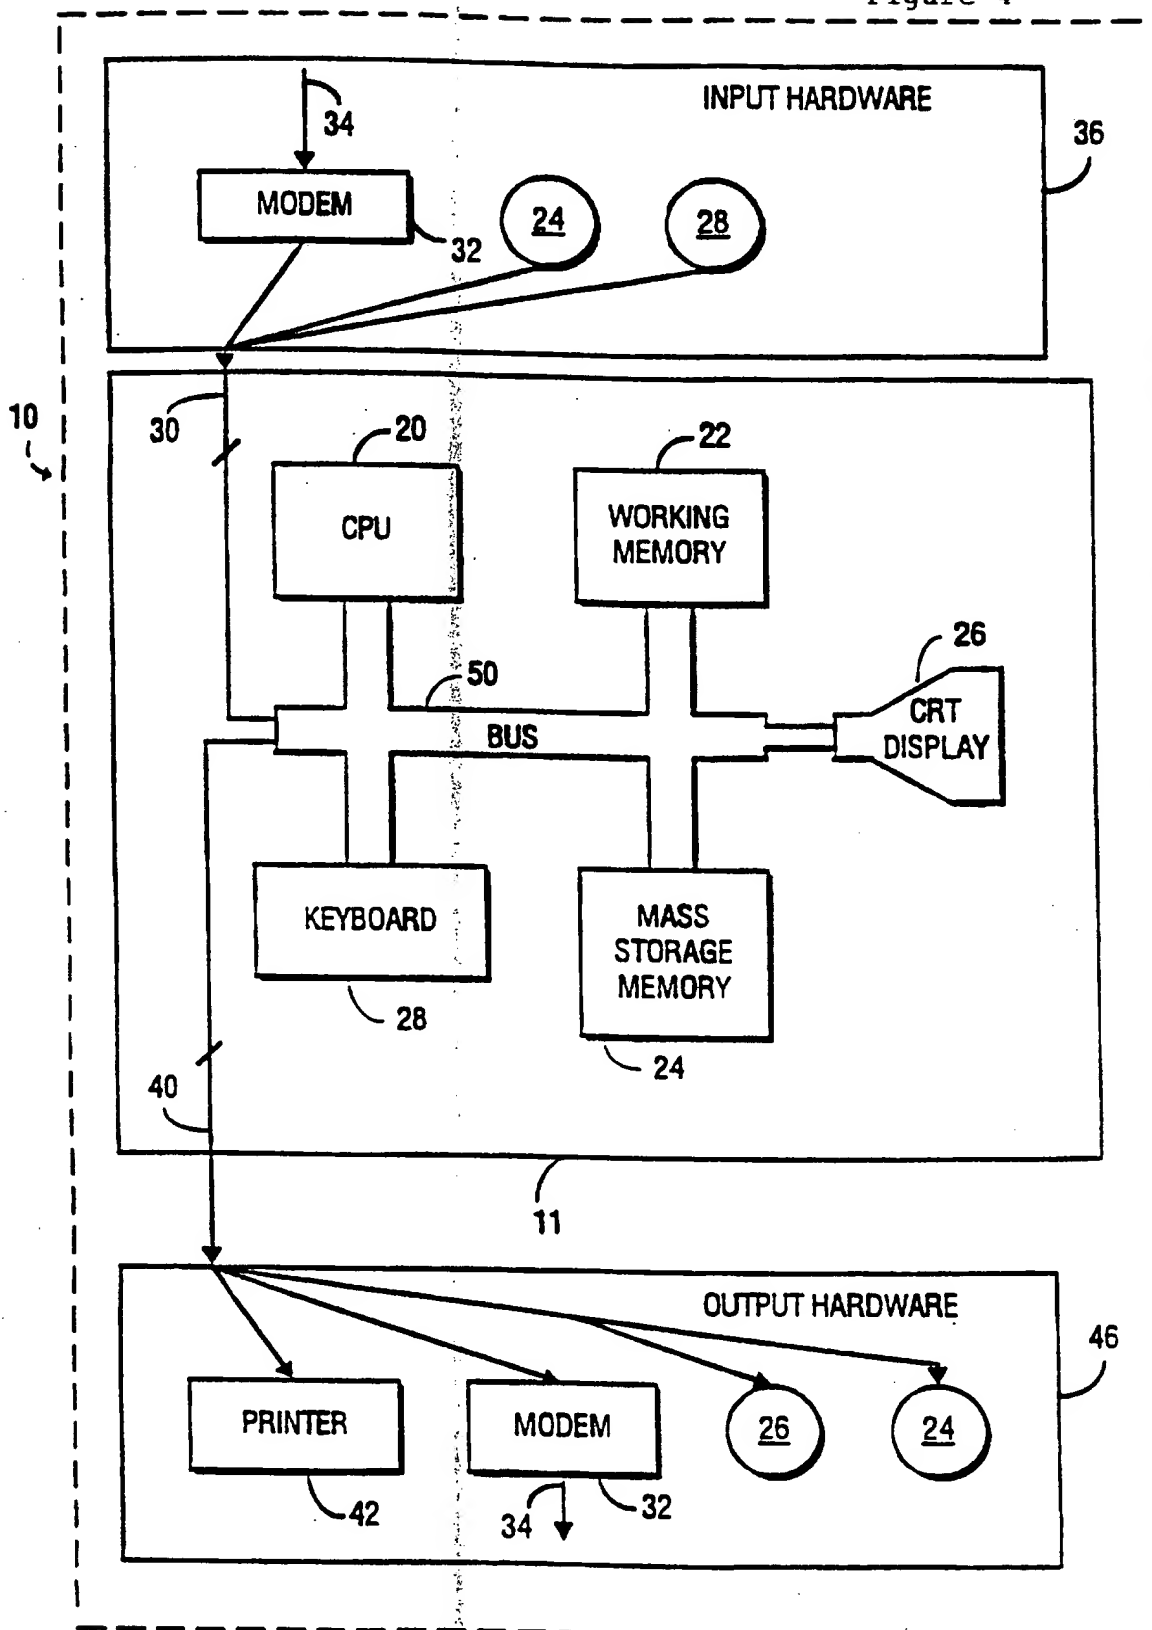 Figure
INPUT HARDWARE
34
36
MODEM
32
24
28
10
30
20
22
CPU
WORKING
MEMORY
26
50
CRT
DISPLAY
BUS
KEYBOARD
MASS
STORAGE
MEMORY
28
24
40
11
OUTPUT HARDWARE
46
PRINTER
MODEM
26
24
42
34
32